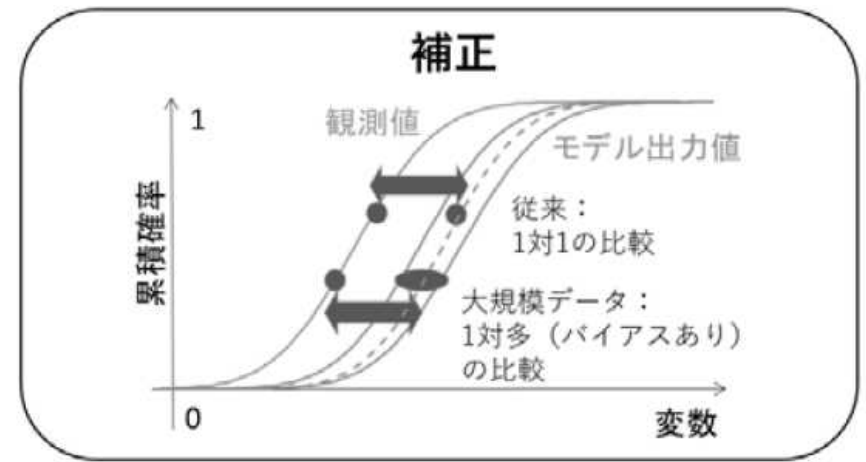 補正
1
観測値
モデル出力値
累積確率
従来：
1対1の比較
大規模データ：
1対多（バイアスあり）
の比較
0
変数